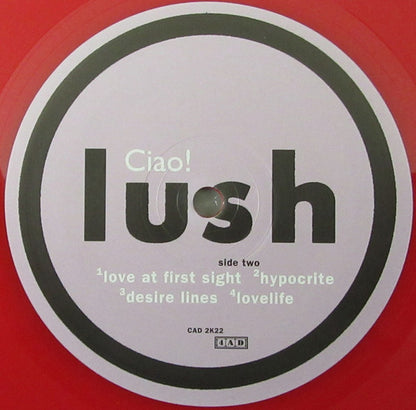 Ciao!
lush
side two
1love at first sight 2hypocrite
3desire lines 4lovelife
CAD 2K22
4AD